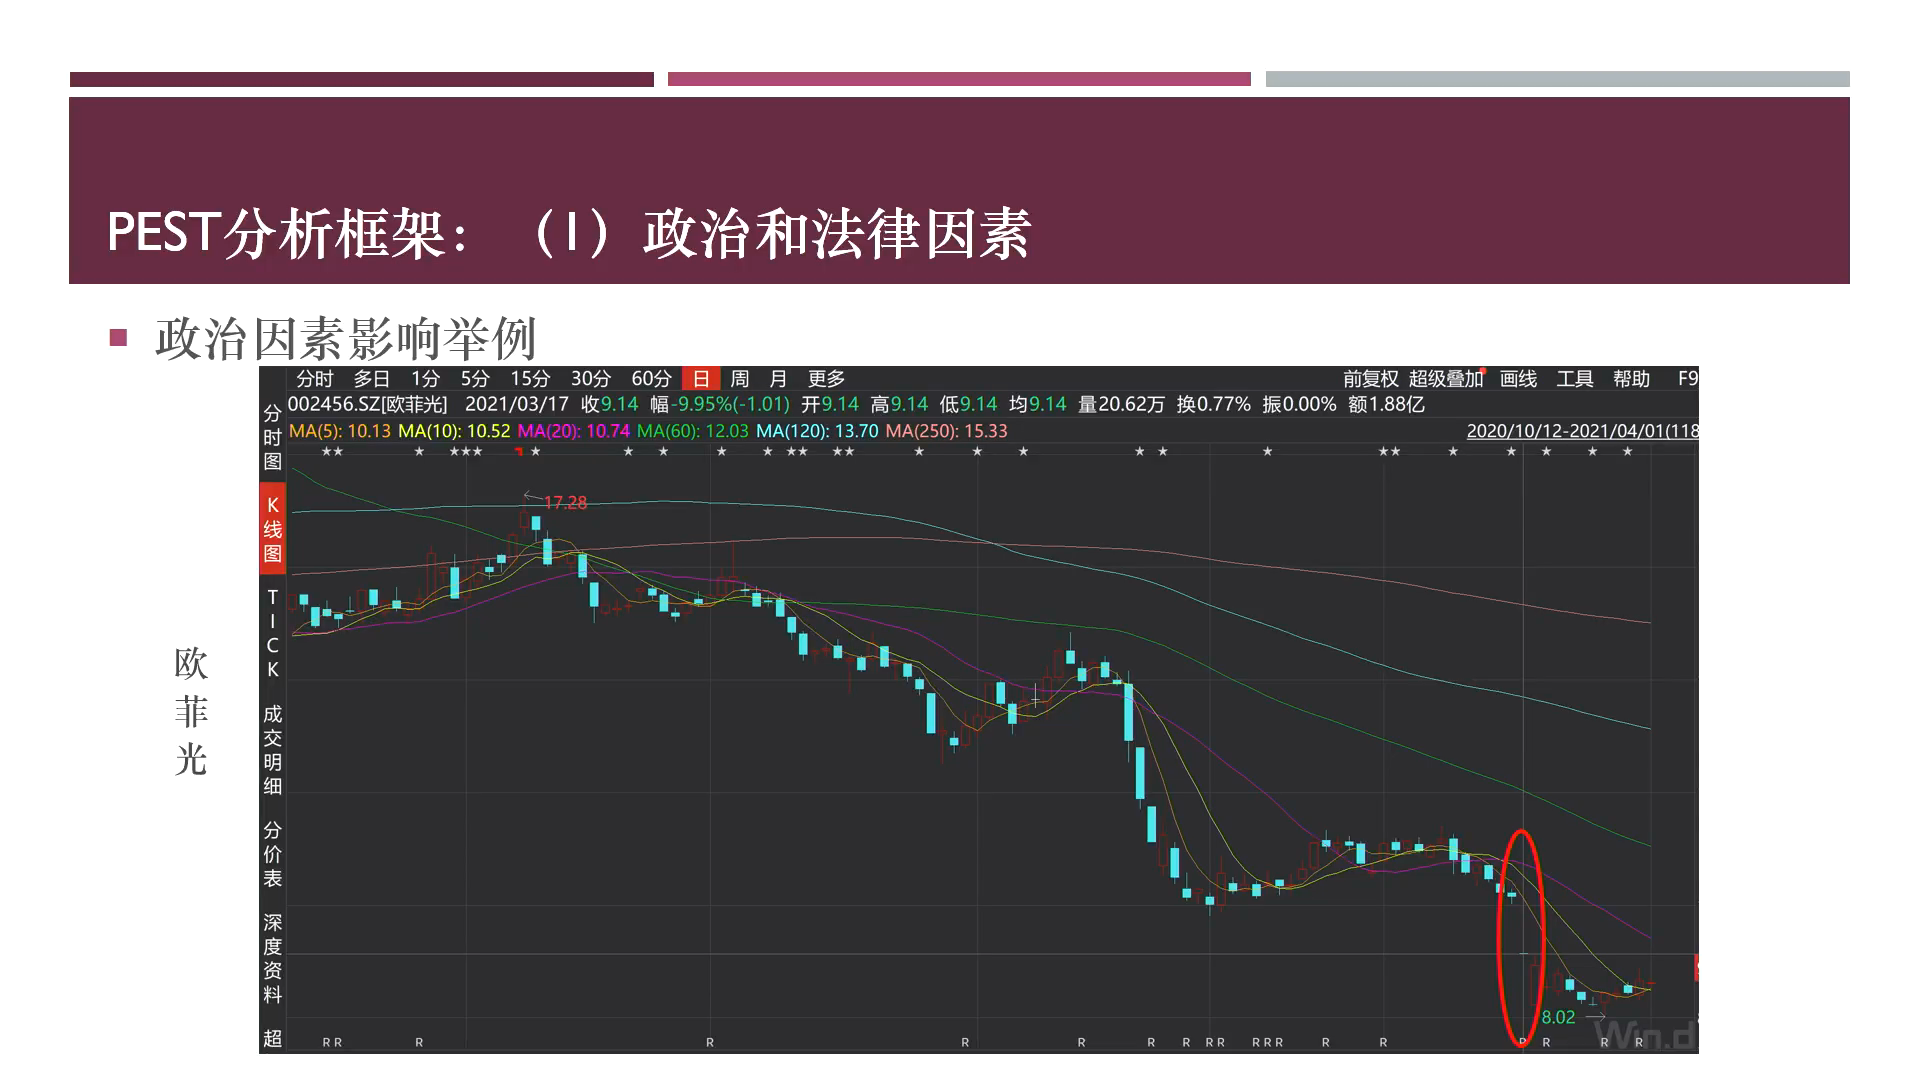 PEST分析框架：（1）政治和法律因素
政治因素影响举例
欧菲光
分时 多日 1分 5分 15分 30分 60分 日 周 月 更多 前复权 超级叠加 画线 工具 帮助 F9
002456.SZ[欧菲光] 2021/03/17 收9.14 幅-9.95%(-1.01) 开9.14 高9.14 低9.14 均9.14 量20.62万 换0.77% 振0.00% 额1.88亿
MA(5): 10.13 MA(10): 10.52 MA(20): 10.74 MA(60): 12.03 MA(120): 13.70 MA(250): 15.33
2020/10/12-2021/04/01(118
分时图
K线图
TICK
成交明细
分价表
深度资料
超
17.28
8.02
R R R R R R R R R R R R R R R R R R R
Win.d